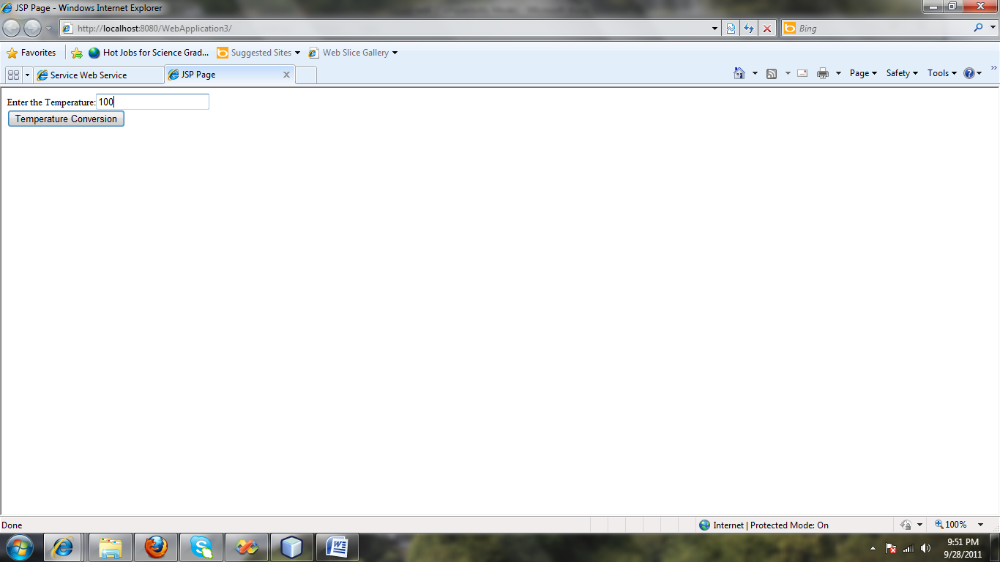 JSP Page - Windows Internet Explorer
http://localhost:8080/WebApplication3/
Bing
Favorites
Hot Jobs for Science Grad...
Suggested Sites
Web Slice Gallery
Service Web Service
JSP Page
Page
Safety
Tools
Enter the Temperature:100
Temperature Conversion
Done
Internet | Protected Mode: On
100%
9:51 PM
9/28/2011